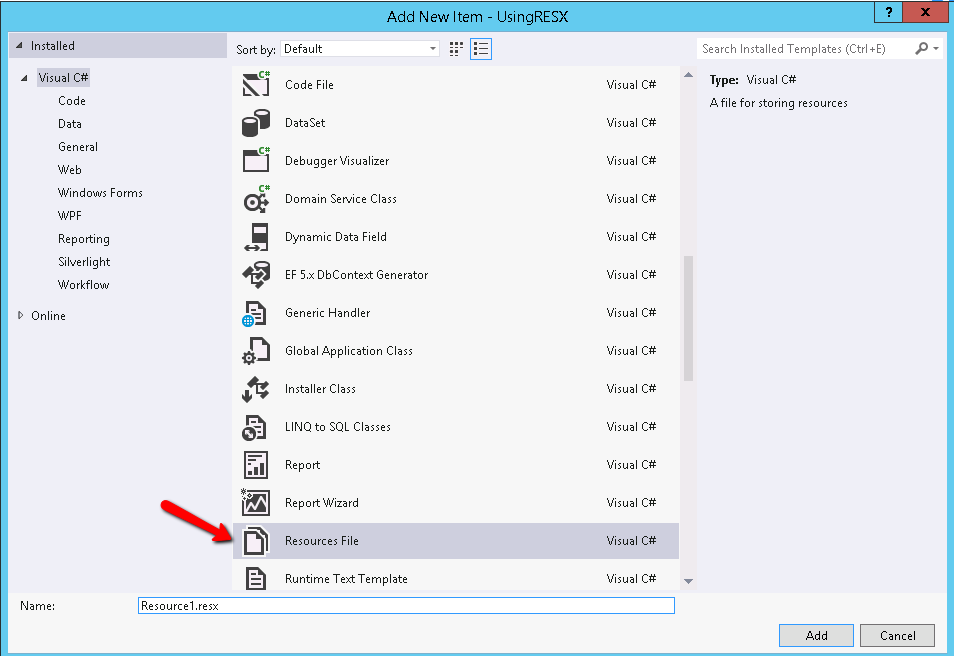 Add New Item - UsingRESX
?
x
Installed
Sort by: Default
Search Installed Templates (Ctrl+E)
Visual C#
Code
Data
General
Web
Windows Forms
WPF
Reporting
Silverlight
Workflow
Online
C# Code File Visual C#
DataSet Visual C#
C# Debugger Visualizer Visual C#
C# Domain Service Class Visual C#
Dynamic Data Field Visual C#
EF 5.x DbContext Generator Visual C#
Generic Handler Visual C#
Global Application Class Visual C#
Installer Class Visual C#
LINQ to SQL Classes Visual C#
Report Visual C#
Report Wizard Visual C#
Resources File Visual C#
Runtime Text Template Visual C#
Type: Visual C#
A file for storing resources
Name: Resource1.resx
Add Cancel